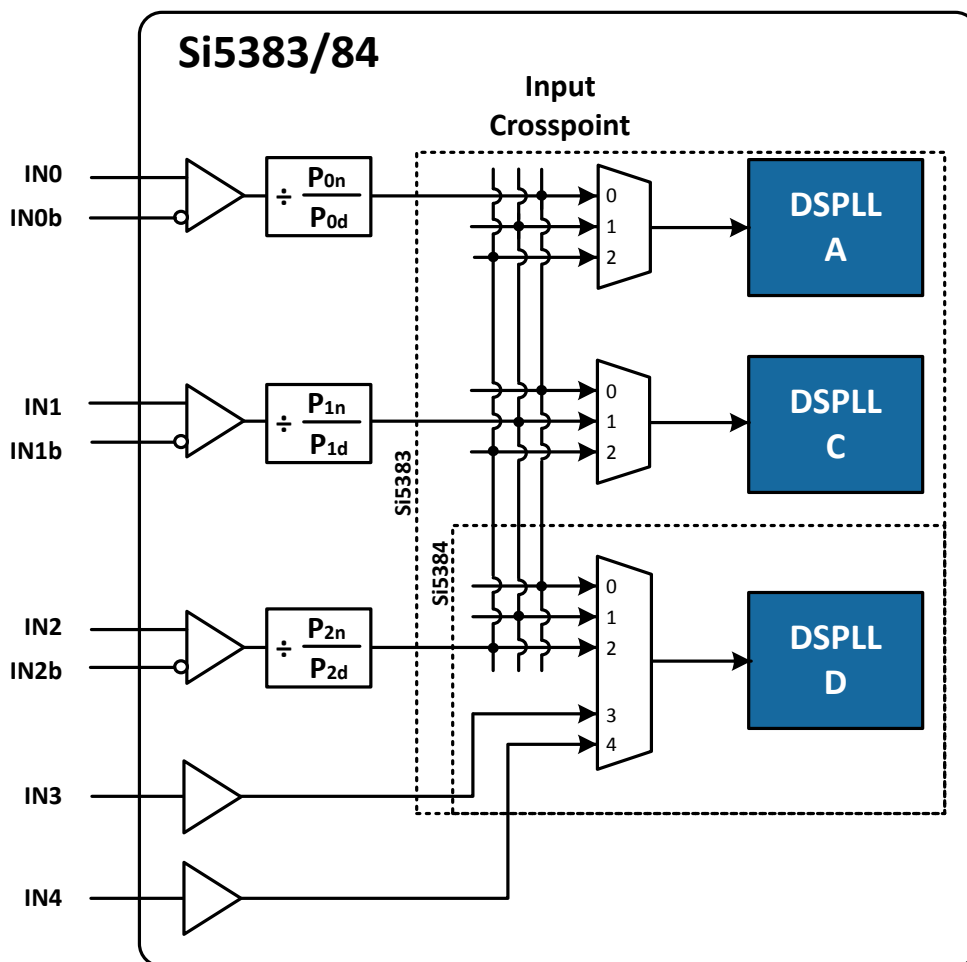 Si5383/84
Input
Crosspoint
IN0
IN0b
÷ P0n
P0d
0
1
2
DSPLL
A
IN1
IN1b
÷ P1n
P1d
0
1
2
DSPLL
C
Si5383
Si5384
IN2
IN2b
÷ P2n
P2d
0
1
2
3
4
DSPLL
D
IN3
IN4